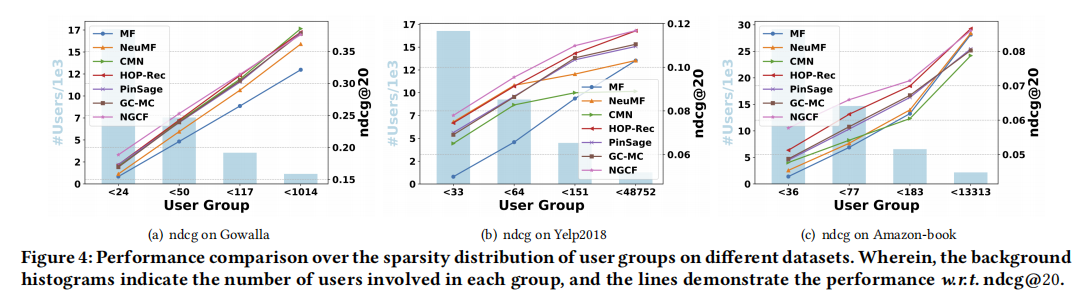 #Users/1e3
17
15
12
10
7
5
2
0
MF
NeuMF
CMN
HOP-Rec
PinSage
GC-MC
NGCF
0.35
0.30
0.25
0.20
0.15
ndcg@20
<24 <50 <117 <1014
User Group
(a) ndcg on Gowalla
#Users/1e3
17
15
12
10
7
5
2
0
MF
NeuMF
CMN
HOP-Rec
PinSage
GC-MC
NGCF
0.12
0.10
0.08
0.06
ndcg@20
<33 <64 <151 <48752
User Group
(b) ndcg on Yelp2018
#Users/1e3
30
25
20
15
10
5
0
MF
NeuMF
CMN
HOP-Rec
PinSage
GC-MC
NGCF
0.08
0.07
0.06
0.05
ndcg@20
<36 <77 <183 <13313
User Group
(c) ndcg on Amazon-book
Figure 4: Performance comparison over the sparsity distribution of user groups on different datasets. Wherein, the background
histograms indicate the number of users involved in each group, and the lines demonstrate the performance w.r.t. ndcg@20.